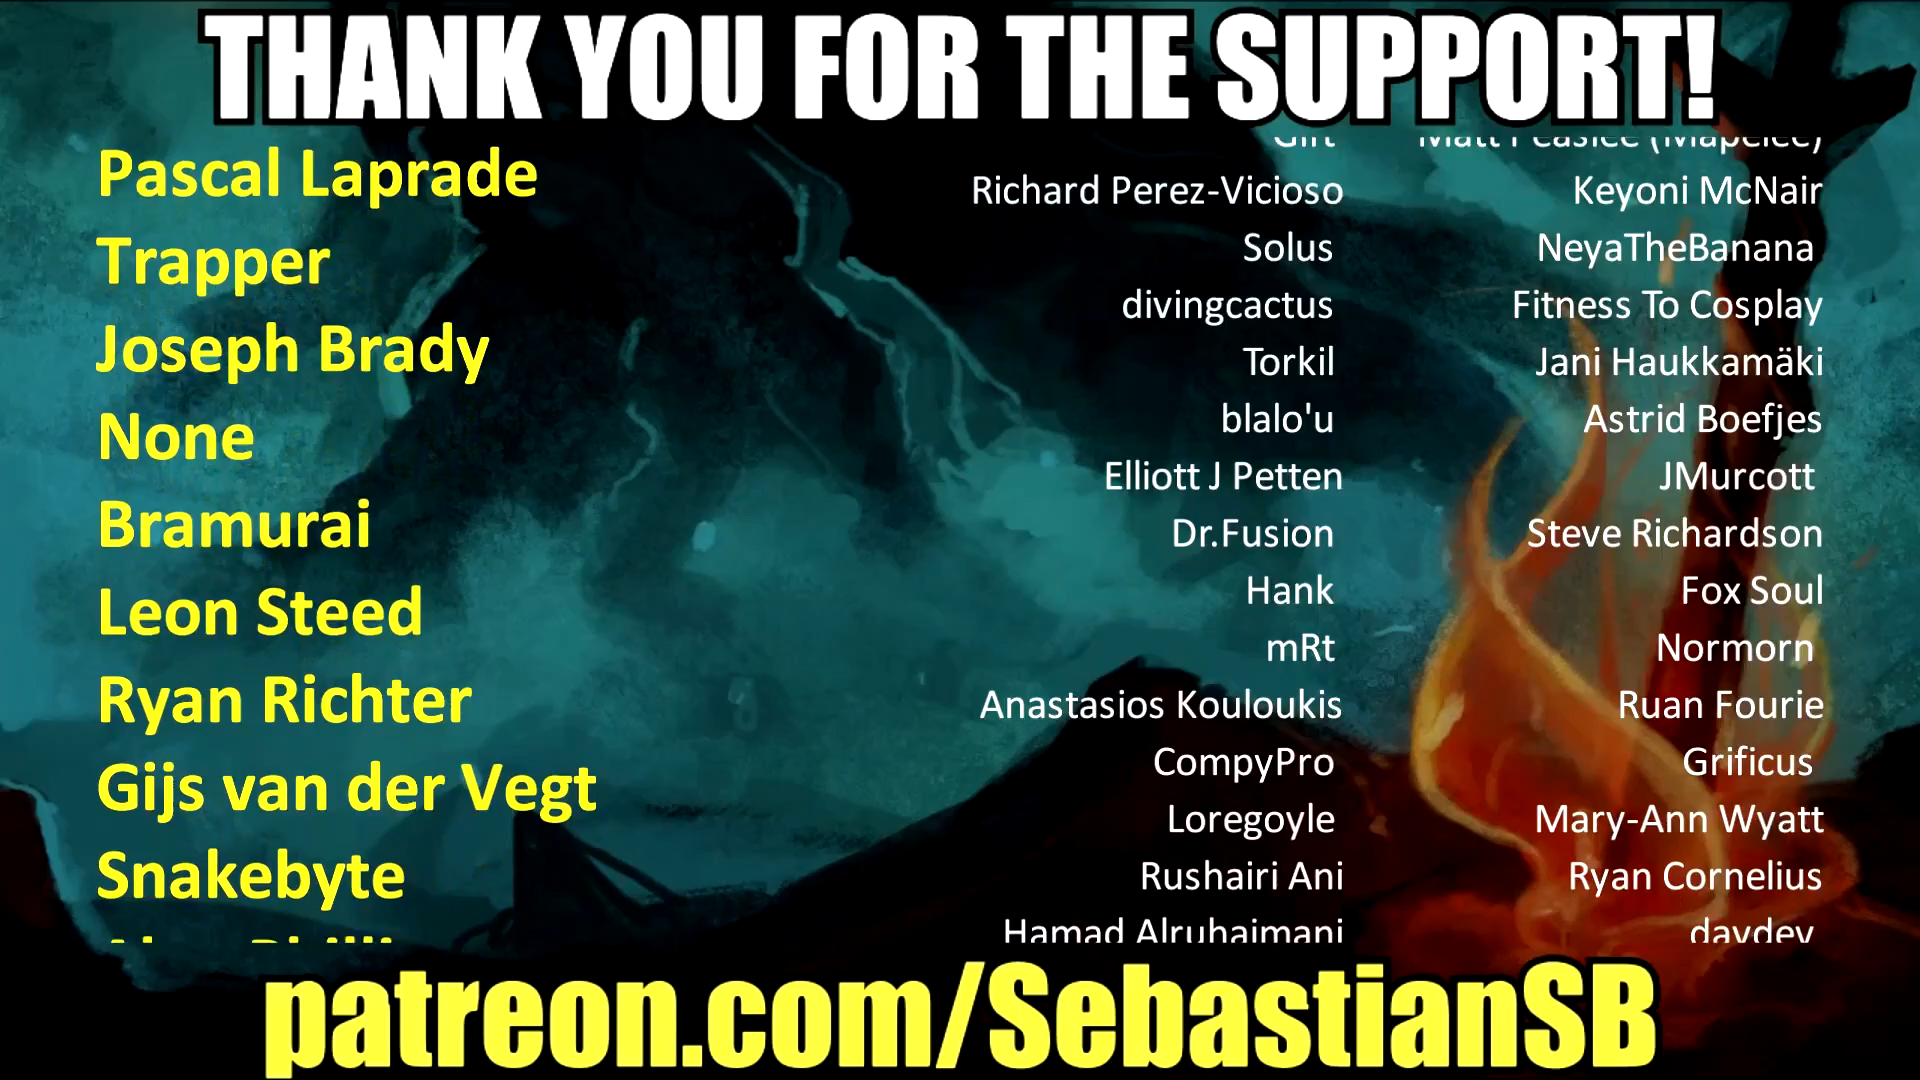 THANK YOU FOR THE SUPPORT!
Pascal Laprade
Trapper
Joseph Brady
None
Bramurai
Leon Steed
Ryan Richter
Gijs van der Vegt
Snakebyte
Richard Perez-Vicioso
Solus
divingcactus
Torkil
blalo'u
Elliott J Petten
Dr.Fusion
Hank
mRt
Anastasios Kouloukis
CompyPro
Loregoyle
Rushairi Ani
Hamad Alruhaimani
Keyoni McNair
NeyaTheBanana
Fitness To Cosplay
Jani Haukkamäki
Astrid Boefjes
JMurcott
Steve Richardson
Fox Soul
Normorn
Ruan Fourie
Grificus
Mary-Ann Wyatt
Ryan Cornelius
patreon.com/SebastianSB